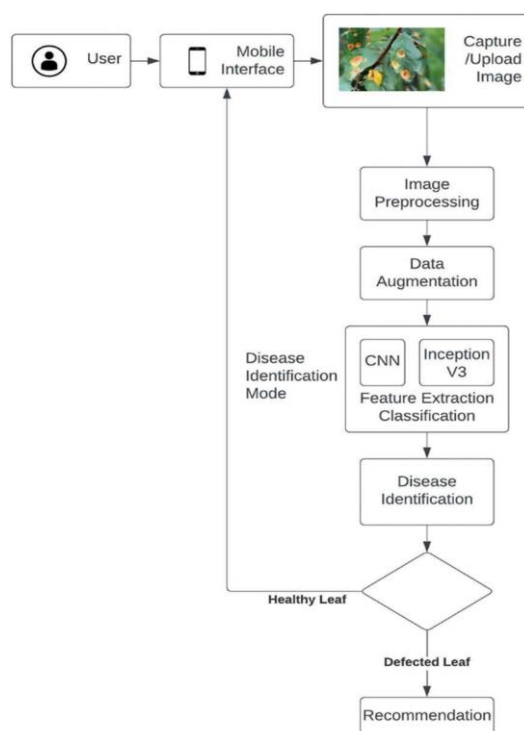 User
Mobile
Interface
Capture
/Upload
Image
Image
Preprocessing
Data
Augmentation
Disease
Identification
Mode
CNN
Inception
V3
Feature Extraction
Classification
Disease
Identification
Healthy Leaf
Defected Leaf
Recommendation